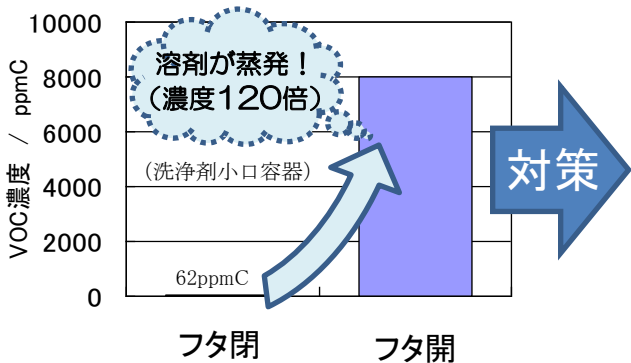 VOC濃度 / ppmC
10000
8000
6000
4000
2000
0
溶剤が蒸発！
（濃度120倍）
（洗浄剤小口容器）
62ppmC
フタ閉
フタ開
対策